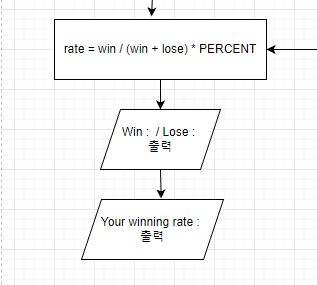 rate = win / (win + lose) * PERCENT
Win :  / Lose :
출력
Your winning rate :
출력